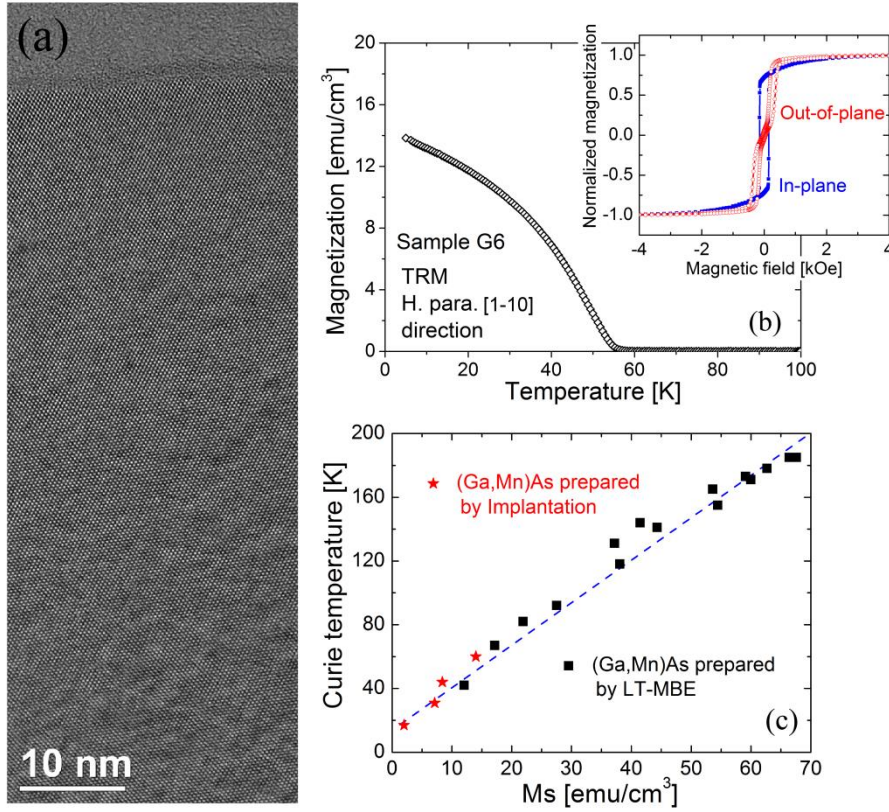 (a)
10 nm
Magnetization [emu/cm³]
20
16
12
8
4
0
0
20
40
60
80
100
Temperature [K]
Sample G6
TRM
H. para. [1-10]
direction
(b)
Normalized magnetization
1.0
0.5
0.0
-0.5
-1.0
Out-of-plane
In-plane
-4
-2
0
2
4
Magnetic field [kOe]
Curie temperature [K]
200
160
120
80
40
0
(Ga,Mn)As prepared
by Implantation
(Ga,Mn)As prepared
by LT-MBE
(c)
0
10
20
30
40
50
60
70
Ms [emu/cm³]